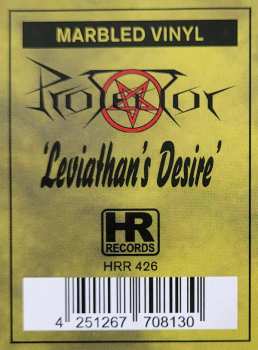 MARBLED VINYL
Protector
'Leviathan's Desire'
HR
RECORDS
HRR 426
4 251267 708130